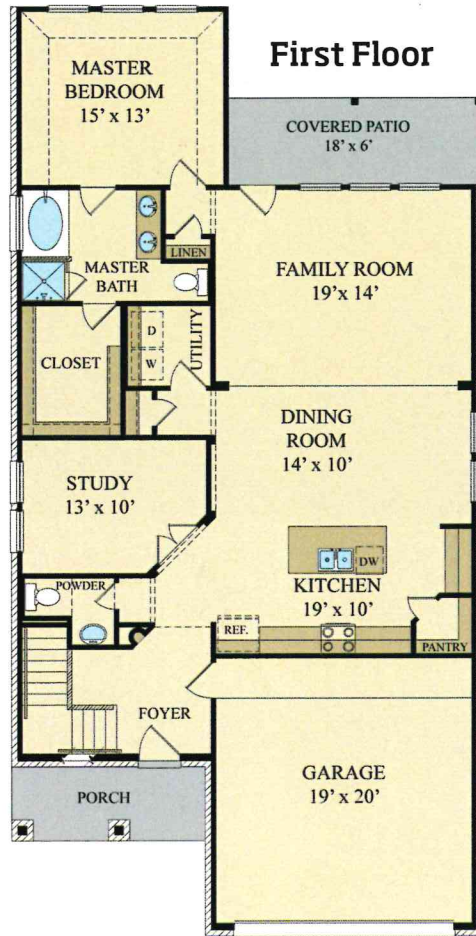 First Floor
MASTER
BEDROOM
15' x 13'
COVERED PATIO
18' x 6'
LINEN
FAMILY ROOM
19'x 14'
MASTER
BATH
D
W
UTILITY
CLOSET
DINING
ROOM
14' x 10'
STUDY
13' x 10'
DW
KITCHEN
19' x 10'
POWDER
REF.
PANTRY
FOYER
GARAGE
19' x 20'
PORCH